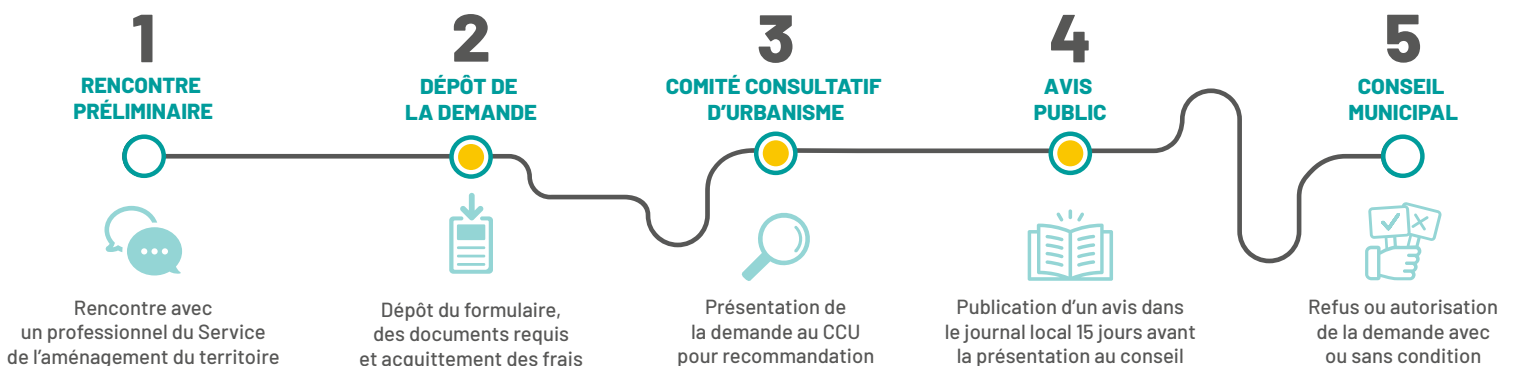 1
RENCONTRE
PRÉLIMINAIRE
Rencontre avec
un professionnel du Service
de l'aménagement du territoire
2
DÉPÔT DE
LA DEMANDE
Dépôt du formulaire,
des documents requis
et acquittement des frais
3
COMITÉ CONSULTATIF
D'URBANISME
Présentation de
la demande au CCU
pour recommandation
4
AVIS
PUBLIC
Publication d'un avis dans
le journal local 15 jours avant
la présentation au conseil
5
CONSEIL
MUNICIPAL
Refus ou autorisation
de la demande avec
ou sans condition